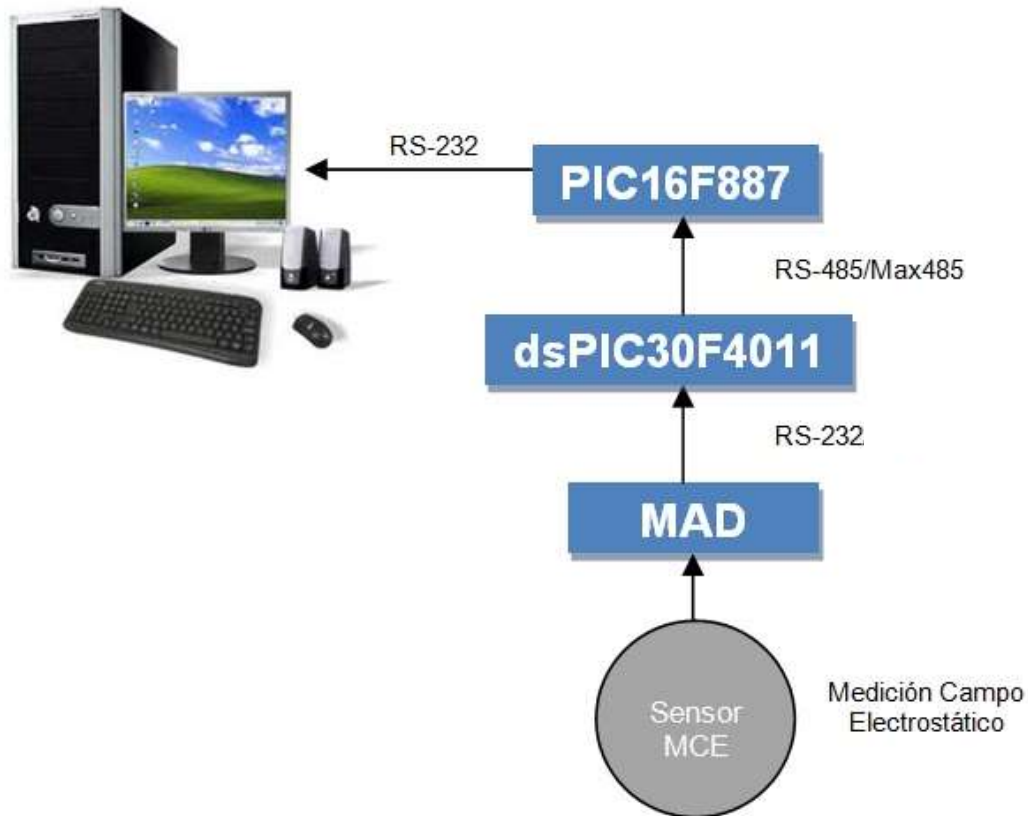 RS-232
PIC16F887
RS-485/Max485
dsPIC30F4011
RS-232
MAD
Sensor
MCE
Medición Campo
Electrostático